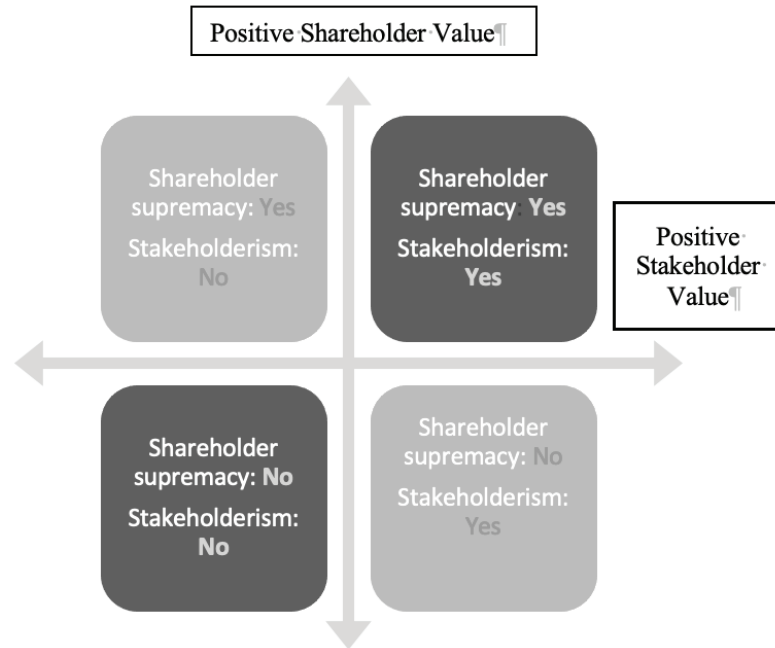 Positive·Shareholder·Value¶
Shareholder
supremacy: Yes
Stakeholderism:
No
Shareholder
supremacy: Yes
Stakeholderism:
Yes
Positive·
Stakeholder·
Value¶
Shareholder
supremacy: No
Stakeholderism:
No
Shareholder
supremacy: No
Stakeholderism:
Yes